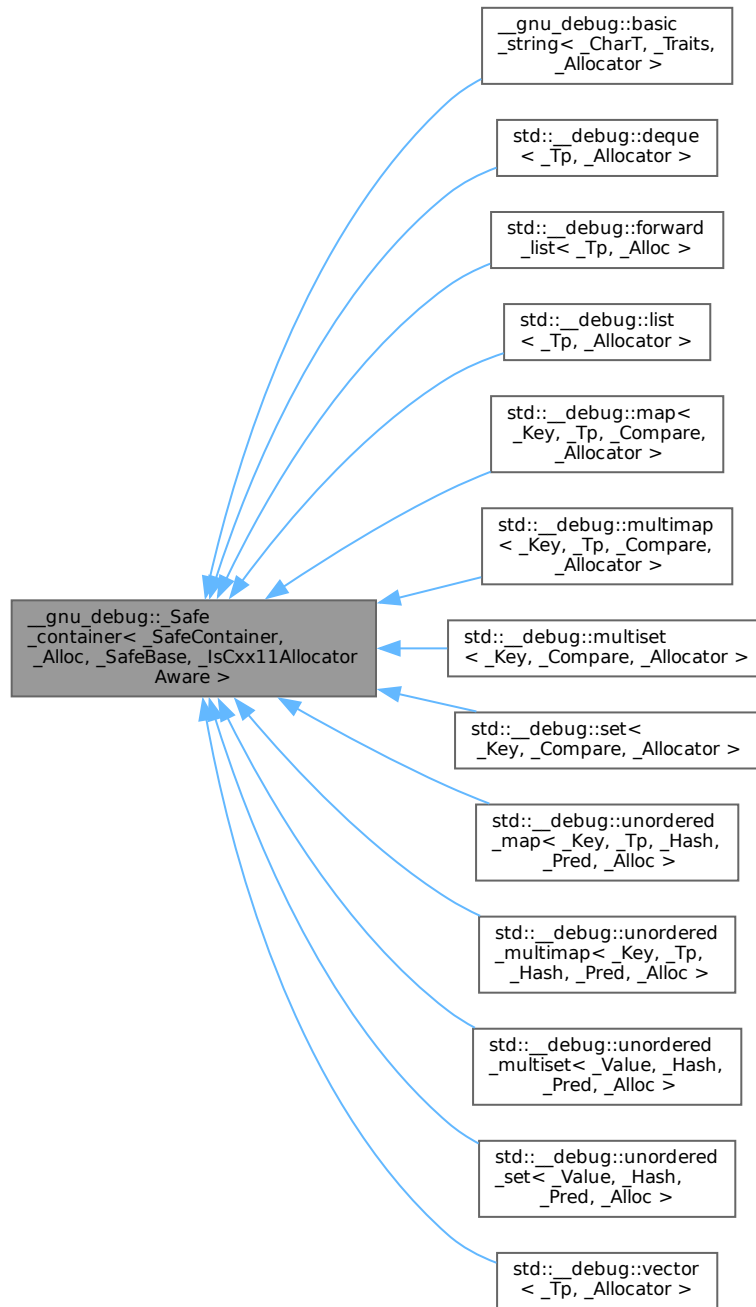 __gnu_debug::basic
_string< _CharT, _Traits,
_Allocator >
std::__debug::deque
< _Tp, _Allocator >
std::__debug::forward
_list< _Tp, _Alloc >
std::__debug::list
< _Tp, _Allocator >
std::__debug::map<
_Key, _Tp, _Compare,
_Allocator >
std::__debug::multimap
< _Key, _Tp, _Compare,
_Allocator >
__gnu_debug::_Safe
_container< _SafeContainer,
_Alloc, _SafeBase, _IsCxx11Allocator
Aware >
std::__debug::multiset
< _Key, _Compare, _Allocator >
std::__debug::set<
_Key, _Compare, _Allocator >
std::__debug::unordered
_map< _Key, _Tp, _Hash,
_Pred, _Alloc >
std::__debug::unordered
_multimap< _Key, _Tp,
_Hash, _Pred, _Alloc >
std::__debug::unordered
_multiset< _Value, _Hash,
_Pred, _Alloc >
std::__debug::unordered
_set< _Value, _Hash,
_Pred, _Alloc >
std::__debug::vector
< _Tp, _Allocator >